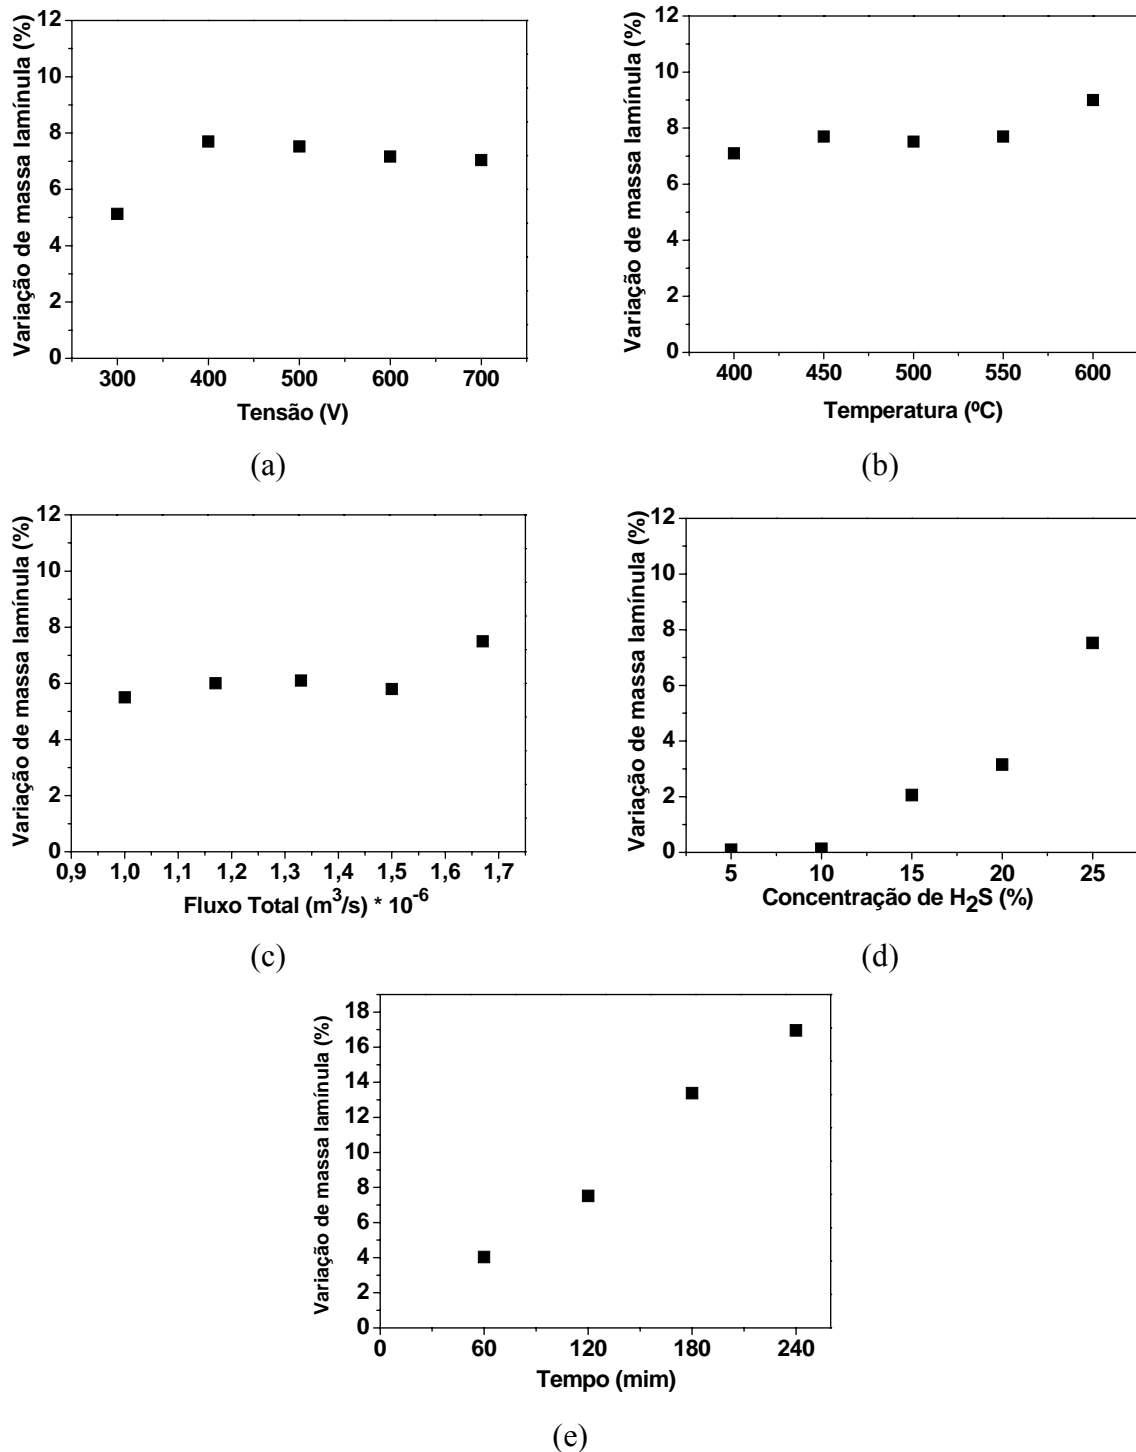 Variação de massa lamínula (%)
12
10
8
6
4
2
0
300 400 500 600 700
Tensão (V)
(a)
Variação de massa lamínula (%)
12
10
8
6
4
2
0
400 450 500 550 600
Temperatura (ºC)
(b)
Variação de massa lamínula (%)
12
10
8
6
4
2
0
0,9 1,0 1,1 1,2 1,3 1,4 1,5 1,6 1,7
Fluxo Total (m³/s) * 10⁻⁶
(c)
Variação de massa lamínula (%)
12
10
8
6
4
2
0
5 10 15 20 25
Concentração de H₂S (%)
(d)
Variação de massa lamínula (%)
18
16
14
12
10
8
6
4
2
0
0 60 120 180 240
Tempo (mim)
(e)